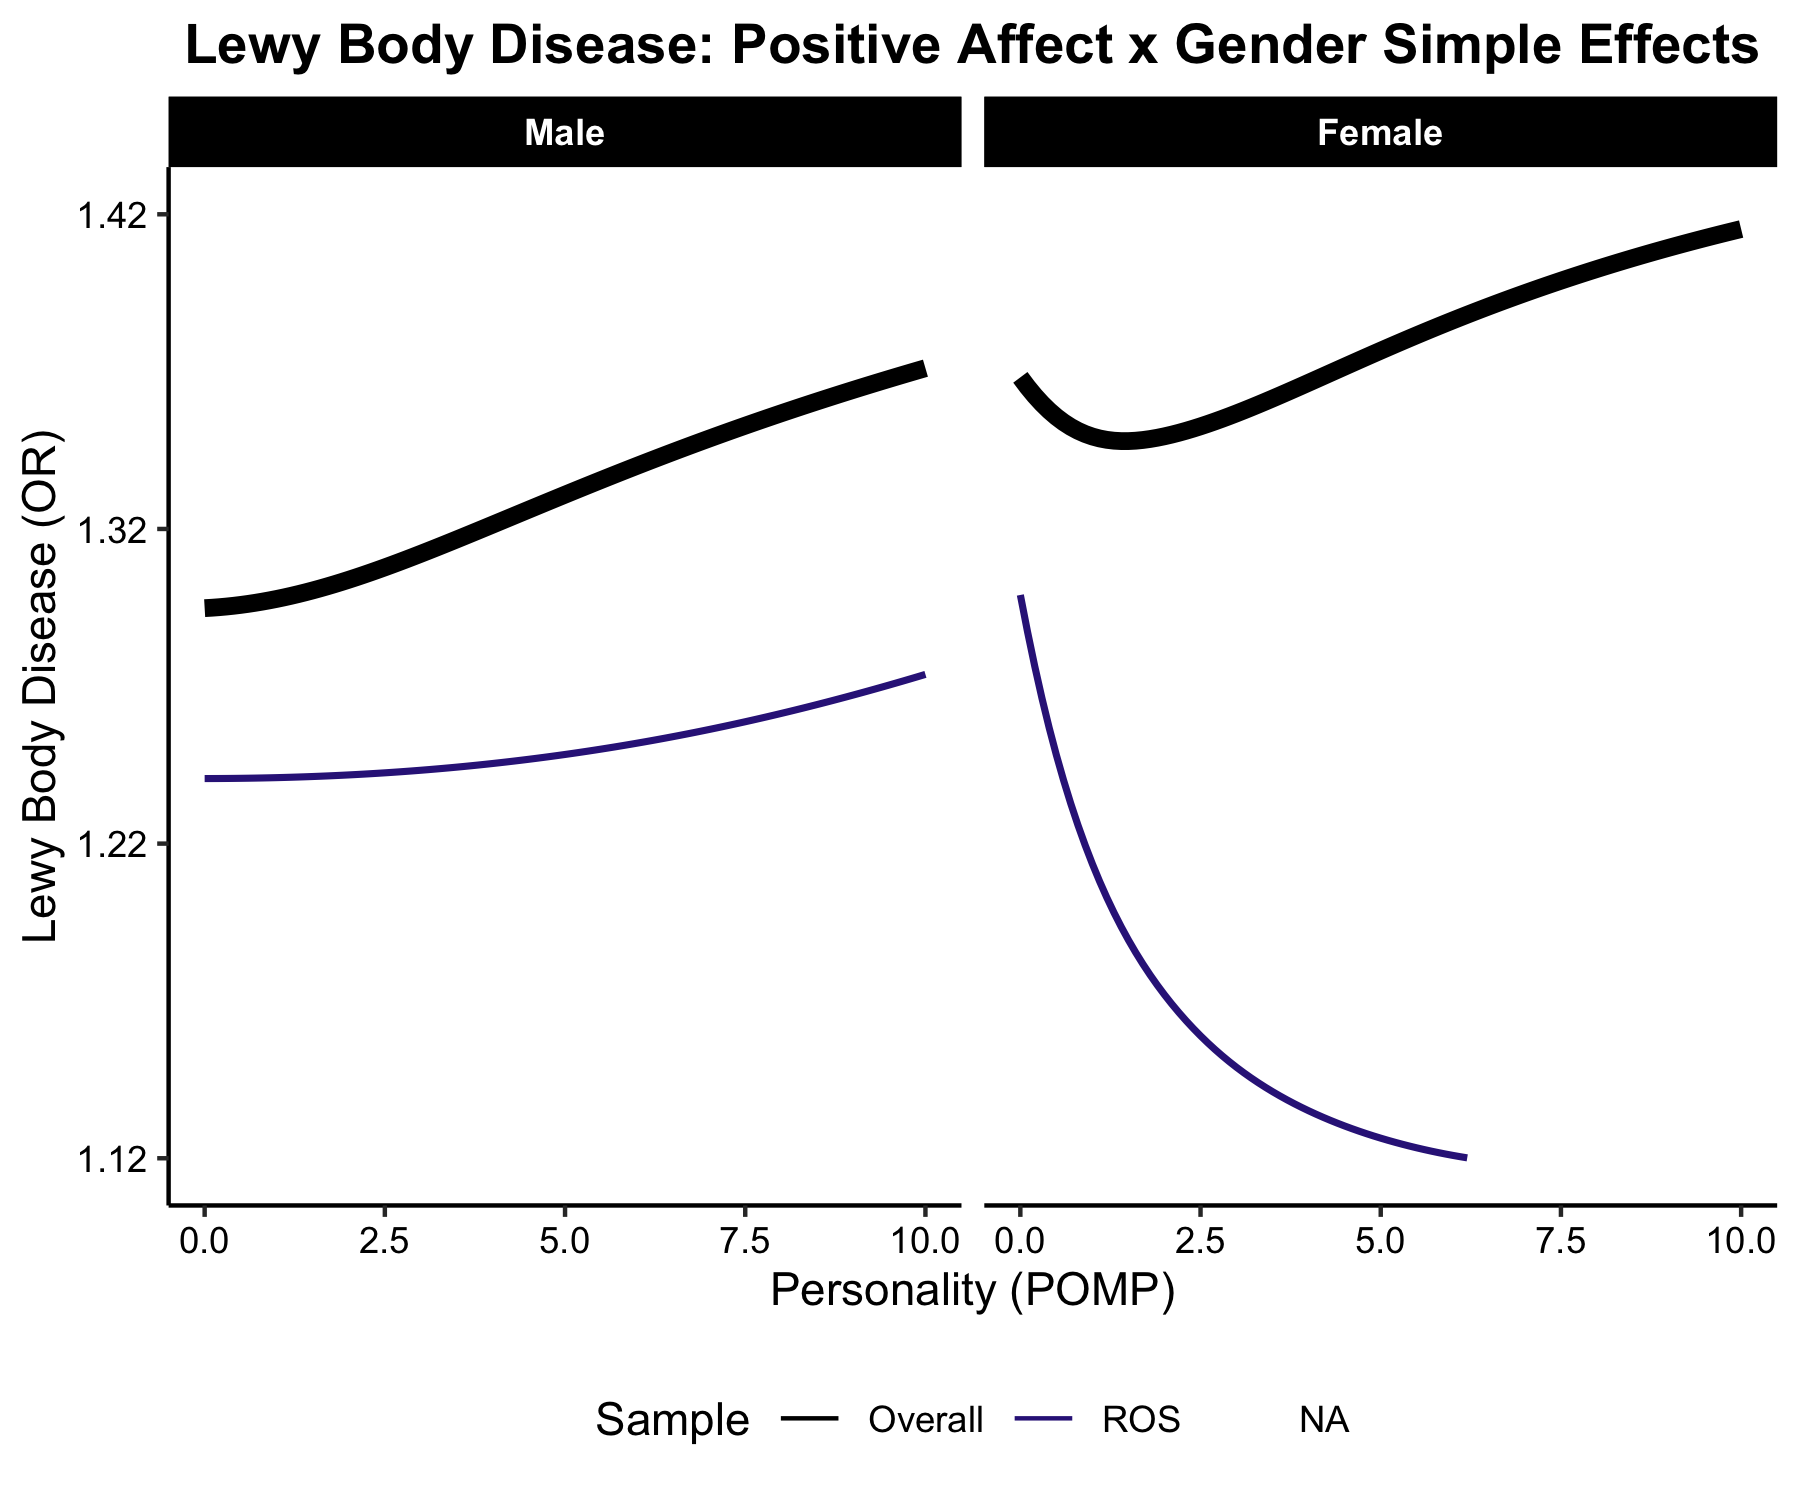 Lewy Body Disease: Positive Affect x Gender Simple Effects
Male
Female
Lewy Body Disease (OR)
1.42
1.32
1.22
1.12
0.0 2.5 5.0 7.5 10.0
0.0 2.5 5.0 7.5 10.0
Personality (POMP)
Sample Overall ROS NA